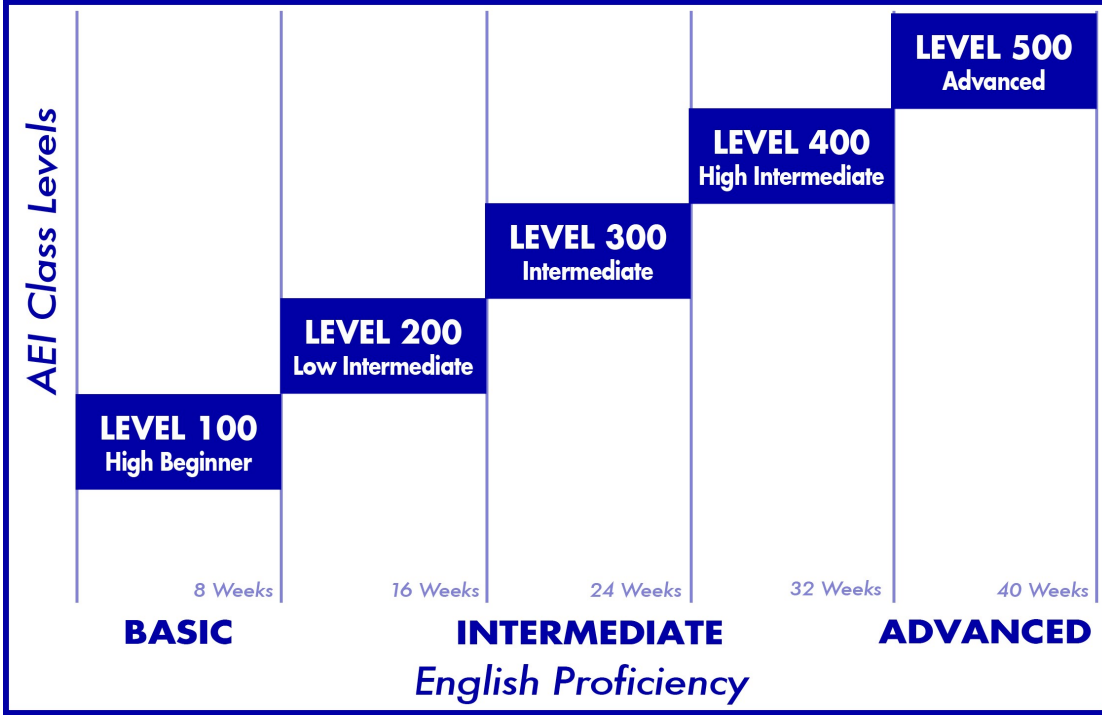 AEI Class Levels
LEVEL 500
Advanced
LEVEL 400
High Intermediate
LEVEL 300
Intermediate
LEVEL 200
Low Intermediate
LEVEL 100
High Beginner
8 Weeks
16 Weeks
24 Weeks
32 Weeks
40 Weeks
BASIC
INTERMEDIATE
ADVANCED
English Proficiency